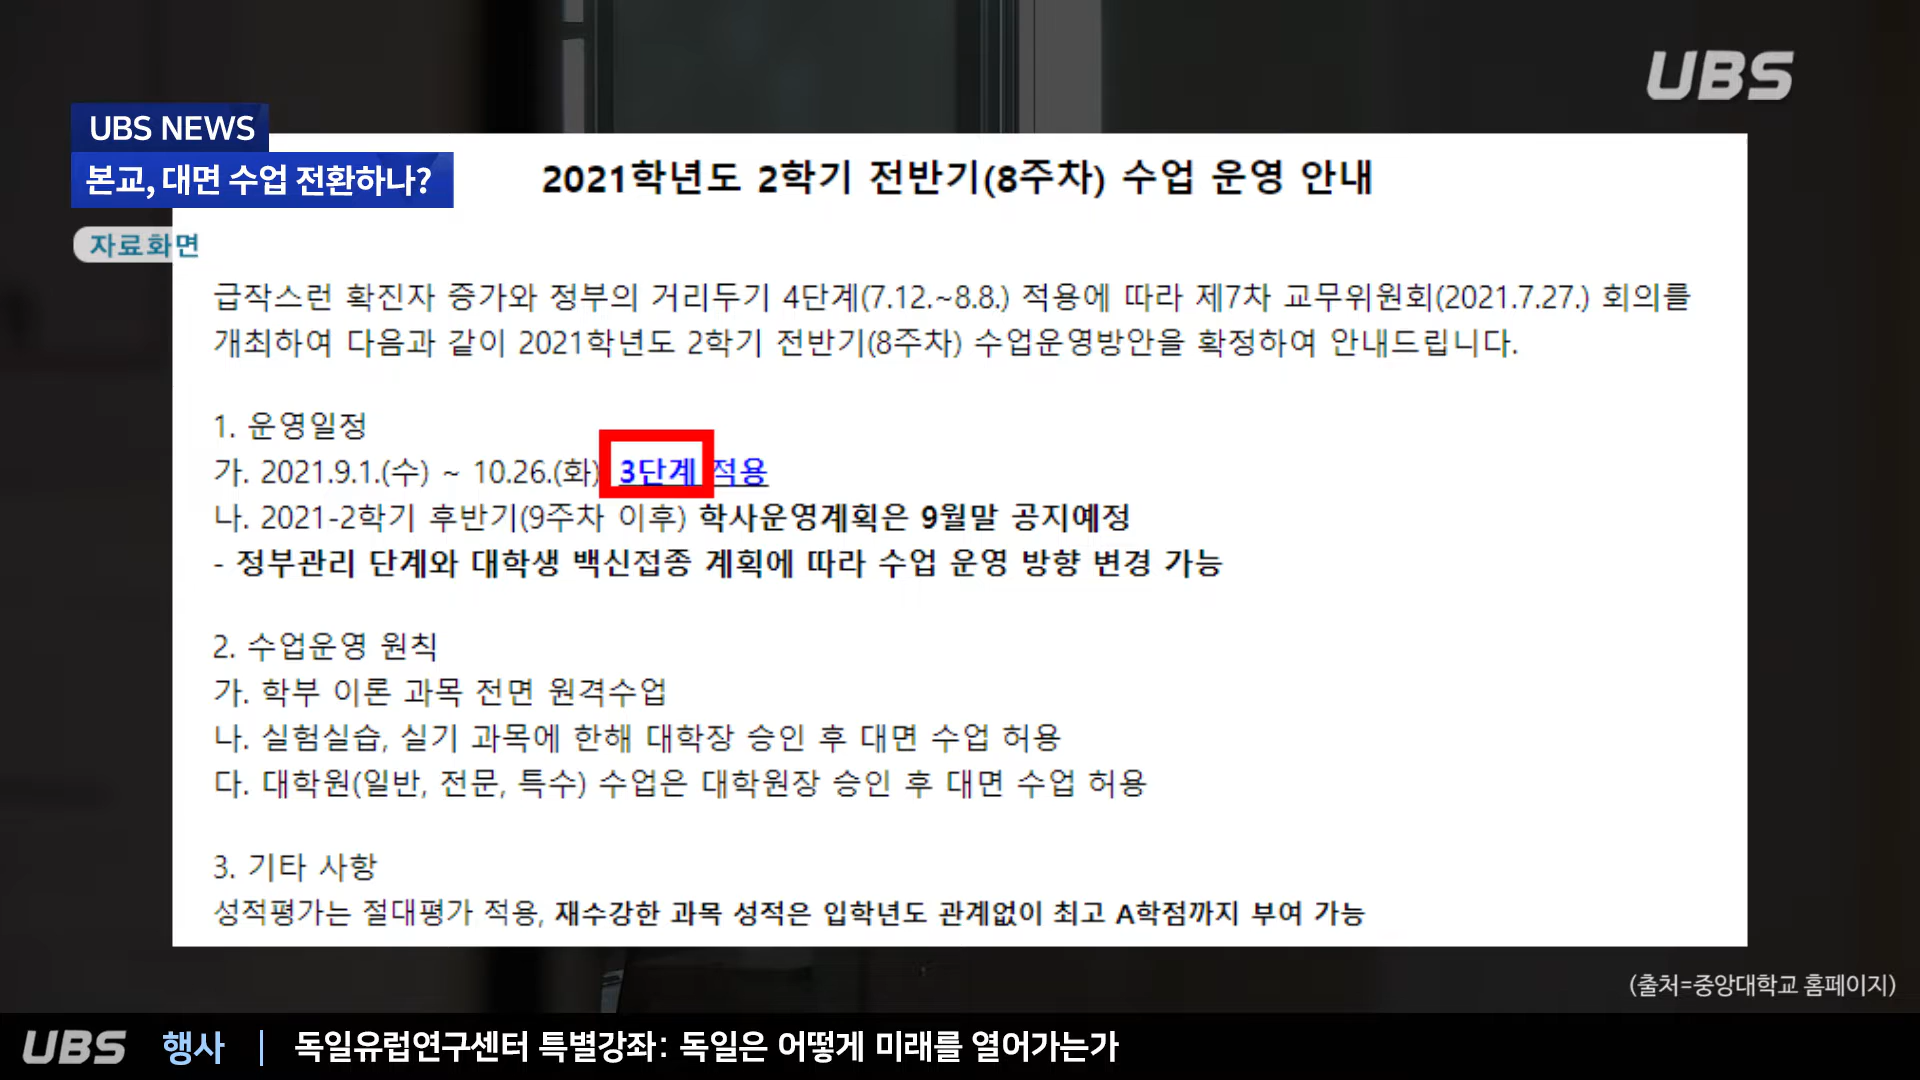 UBS
UBS NEWS
본교, 대면 수업 전환하나?
자료화면
2021학년도 2학기 전반기(8주차) 수업 운영 안내
급작스런 확진자 증가와 정부의 거리두기 4단계(7.12.~8.8.) 적용에 따라 제7차 교무위원회(2021.7.27.) 회의를
개최하여 다음과 같이 2021학년도 2학기 전반기(8주차) 수업운영방안을 확정하여 안내드립니다.
1. 운영일정
가. 2021.9.1.(수) ~ 10.26.(화) 3단계 적용
나. 2021-2학기 후반기(9주차 이후) 학사운영계획은 9월말 공지예정
- 정부관리 단계와 대학생 백신접종 계획에 따라 수업 운영 방향 변경 가능
2. 수업운영 원칙
가. 학부 이론 과목 전면 원격수업
나. 실험실습, 실기 과목에 한해 대학장 승인 후 대면 수업 허용
다. 대학원(일반, 전문, 특수) 수업은 대학원장 승인 후 대면 수업 허용
3. 기타 사항
성적평가는 절대평가 적용, 재수강한 과목 성적은 입학년도 관계없이 최고 A학점까지 부여 가능
(출처=중앙대학교 홈페이지)
UBS 행사 | 독일유럽연구센터 특별강좌: 독일은 어떻게 미래를 열어가는가